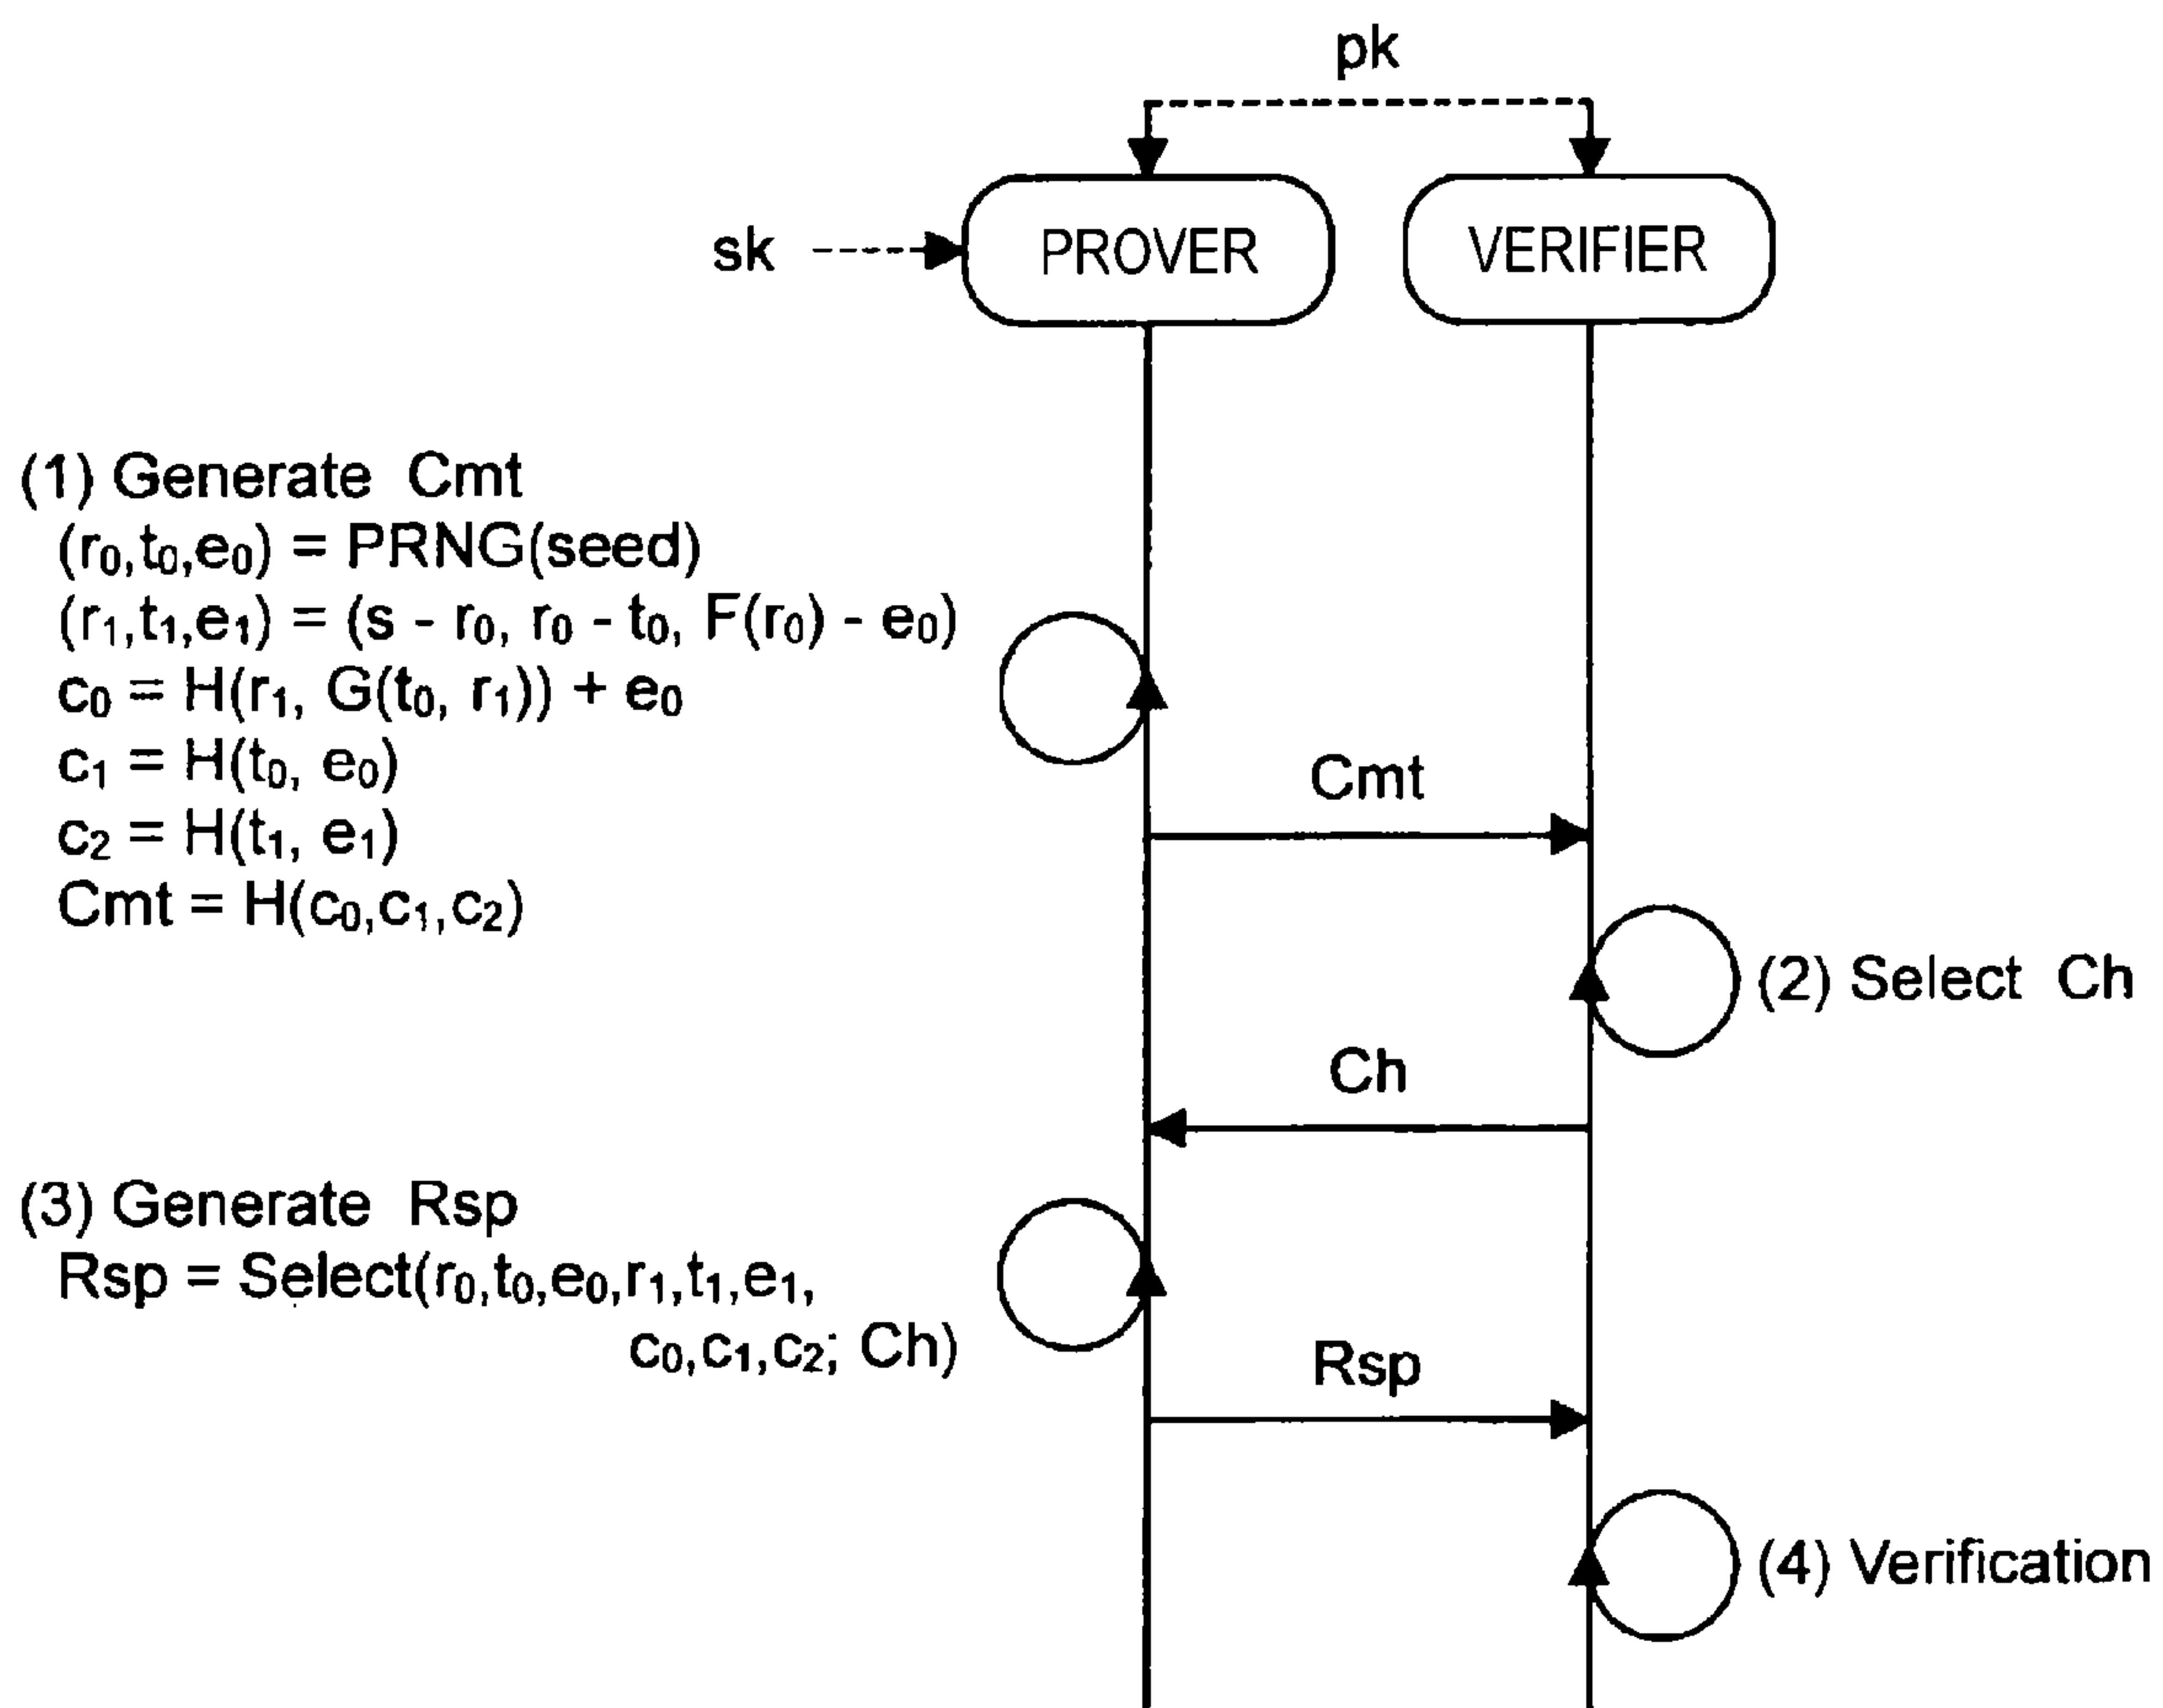 pk
sk
PROVER
VERIFIER
(1) Generate Cmt
(r₀,t₀,e₀) = PRNG(seed)
(r₁,t₁,e₁) = (s - r₀, r₀ - t₀, F(r₀) - e₀)
c₀ = H(r₁, G(t₀, r₁)) + e₀
c₁ = H(t₀, e₀)
c₂ = H(t₁, e₁)
Cmt = H(c₀,c₁,c₂)
Cmt
(2) Select Ch
Ch
(3) Generate Rsp
Rsp = Select(r₀,t₀,e₀,r₁,t₁,e₁,
c₀,c₁,c₂; Ch)
Rsp
(4) Verification